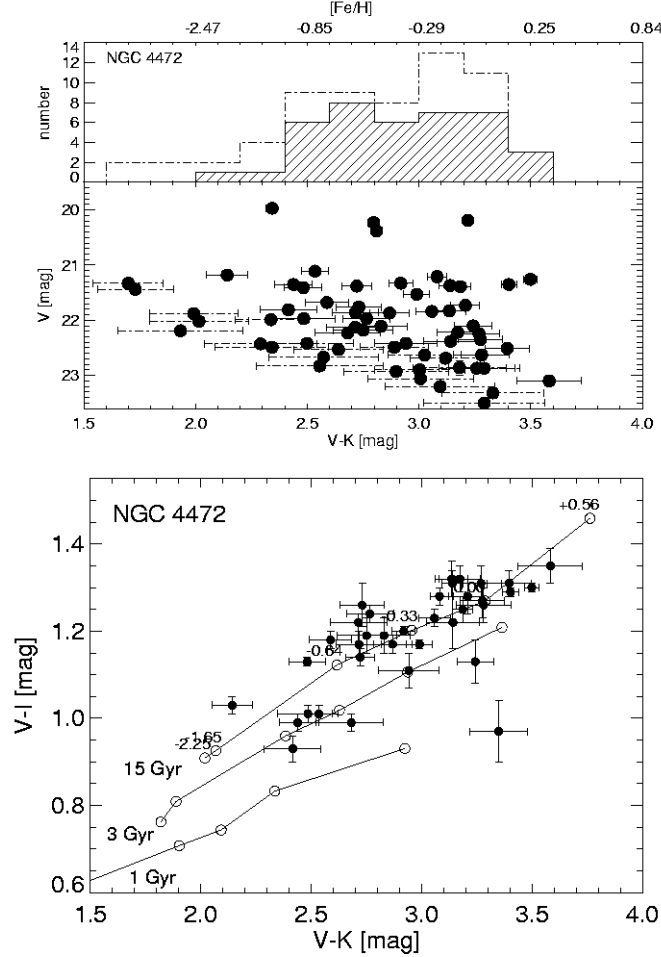 [Fe/H]
-2.47 -0.85 -0.29 0.25 0.84
14
12
10
8
6
4
2
0
number
NGC 4472
20
21
22
23
V [mag]
1.5 2.0 2.5 3.0 3.5 4.0
V-K [mag]
NGC 4472
+0.56
1.4
1.2
1.0
0.8
0.6
V-I [mag]
-0.33
-0.64
-1.65
-2.25
15 Gyr
3 Gyr
1 Gyr
1.5 2.0 2.5 3.0 3.5 4.0
V-K [mag]